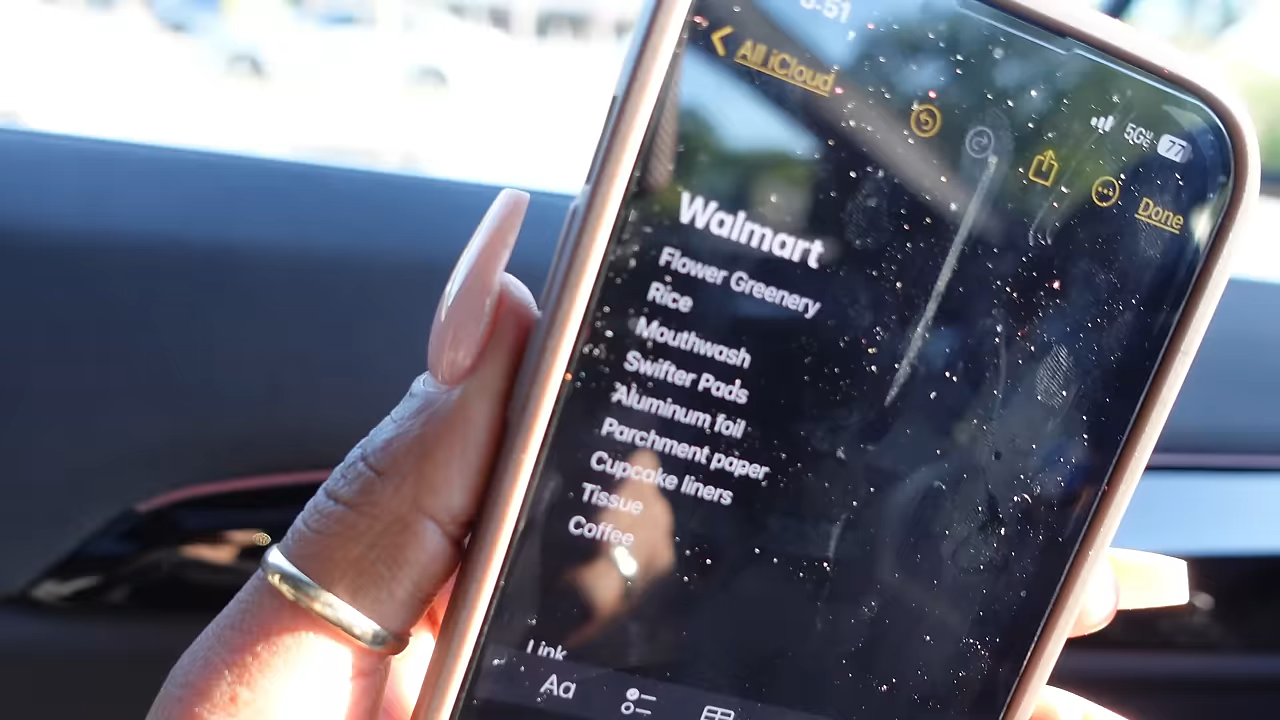 All iCloud
5G
77
Done
Walmart
Flower Greenery
Rice
Mouthwash
Swifter Pads
Aluminum foil
Parchment paper
Cupcake liners
Tissue
Coffee
Link
Aa